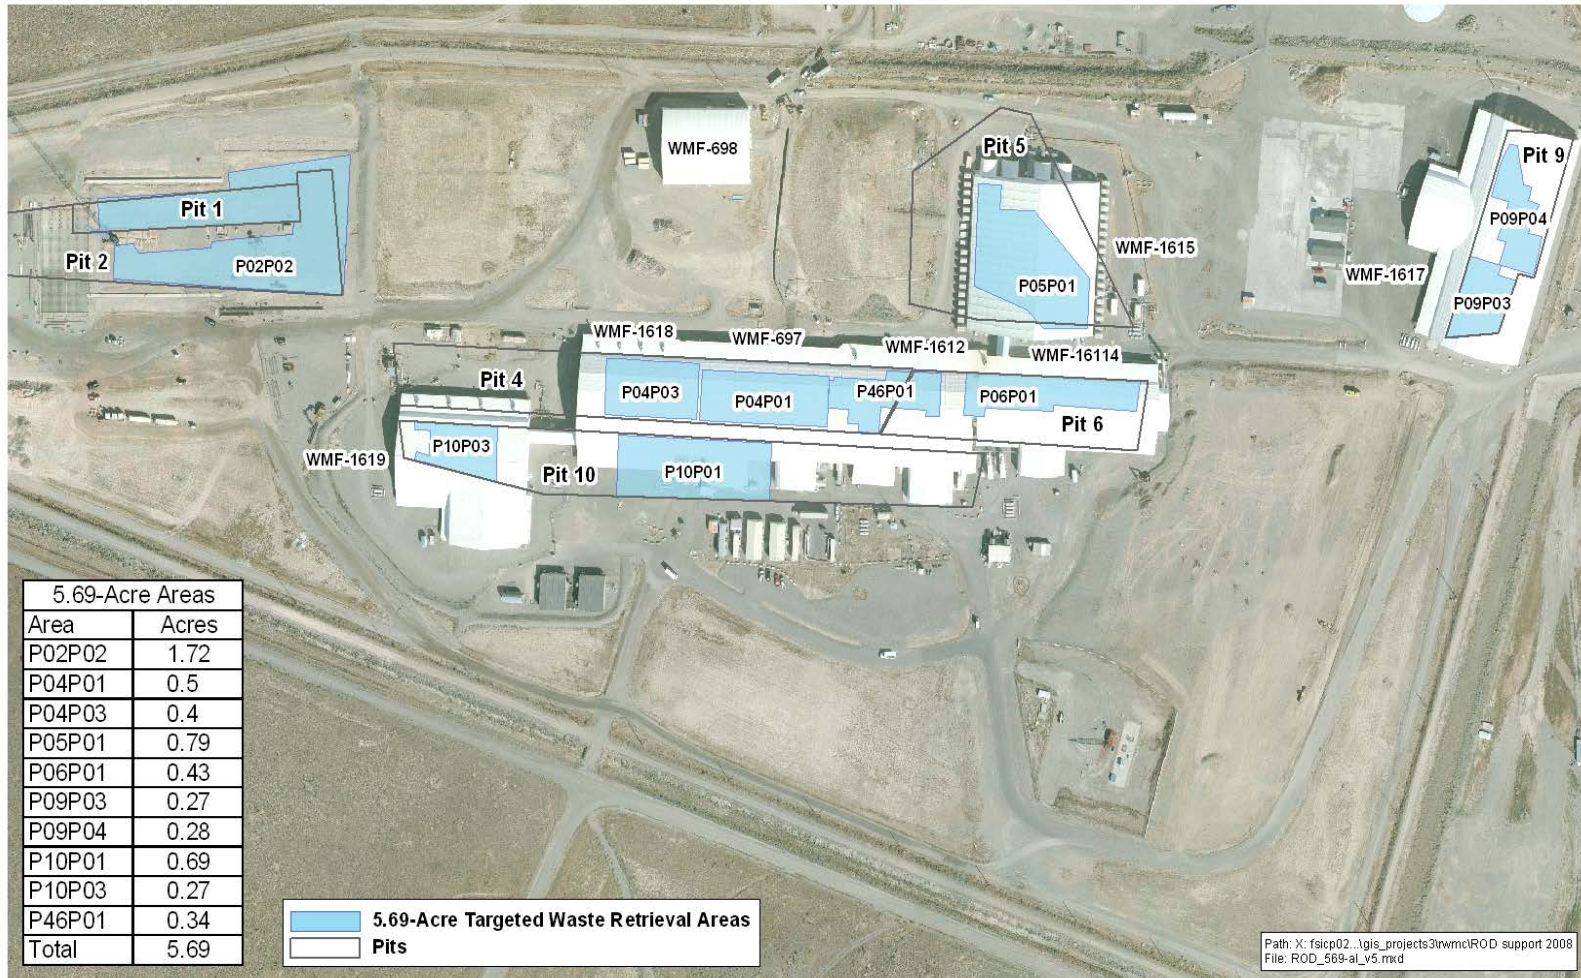 WMF-698
Pit 5
Pit 9
P09P04
Pit 1
Pit 2
P02P02
WMF-1615
P05P01
WMF-1617
P09P03
WMF-1618
WMF-697
WMF-1612
WMF-16114
Pit 4
P04P03
P04P01
P46P01
P06P01
Pit 6
P10P03
WMF-1619
Pit 10
P10P01
5.69-Acre Areas
Area Acres
P02P02 1.72
P04P01 0.5
P04P03 0.4
P05P01 0.79
P06P01 0.43
P09P03 0.27
P09P04 0.28
P10P01 0.69
P10P03 0.27
P46P01 0.34
Total 5.69
5.69-Acre Targeted Waste Retrieval Areas
Pits
Path: X: fsicp02...\gis_projects3\rwmc\ROD support 2008
File: ROD_569-al_v5.mxd